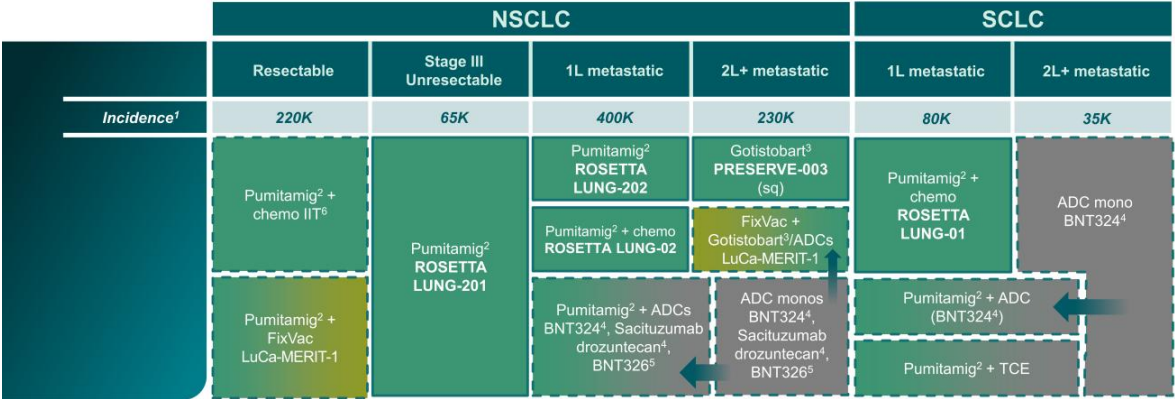 NSCLC
SCLC
Resectable
Stage III
Unresectable
1L metastatic
2L+ metastatic
1L metastatic
2L+ metastatic
Incidence¹
220K
65K
400K
230K
80K
35K
Pumitamig² +
chemo IIT⁶
Pumitamig² +
FixVac
LuCa-MERIT-1
Pumitamig²
ROSETTA
LUNG-201
Pumitamig²
ROSETTA
LUNG-202
Pumitamig² + chemo
ROSETTA LUNG-02
Pumitamig² + ADCs
BNT324⁴, Sacituzumab
drozuntecan⁴,
BNT326⁵
Gotistobart³
PRESERVE-003
(sq)
FixVac +
Gotistobart³/ADCs
LuCa-MERIT-1
ADC monos
BNT324⁴,
Sacituzumab
drozuntecan⁴,
BNT326⁵
Pumitamig² +
chemo
ROSETTA
LUNG-01
Pumitamig² + ADC
(BNT324⁴)
Pumitamig² + TCE
ADC mono
BNT324⁴